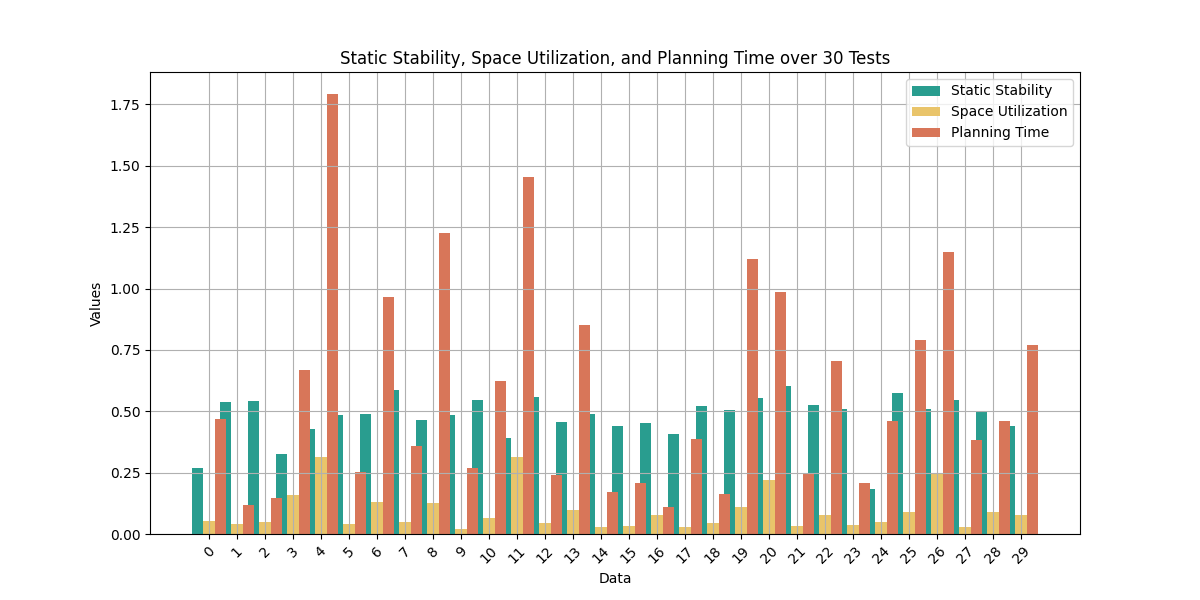 Static Stability, Space Utilization, and Planning Time over 30 Tests
Static Stability
Space Utilization
Planning Time
1.75
1.50
1.25
1.00
0.75
0.50
0.25
0.00
Values
0 1 2 3 4 5 6 7 8 9 10 11 12 13 14 15 16 17 18 19 20 21 22 23 24 25 26 27 28 29
Data